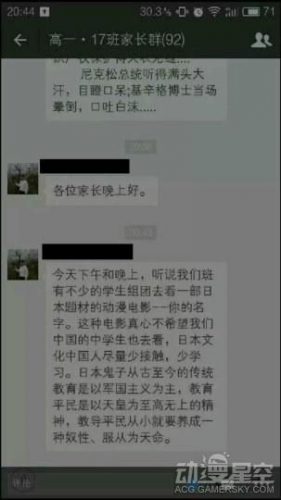 20:44
71
高一·17班家长群(92)
尼克松总统听得满头大
汗，目瞪口呆;基辛格博士当场
晕倒，口吐白沫.....
各位家长晚上好。
今天下午和晚上，听说我们班
有不少的学生组团去看一部日
本题材的动漫电影--你的名
字。这种电影真心不希望我们
中国的中学生也去看，日本文
化中国人尽量少接触，少学
习。日本鬼子从古至今的传统
教育是以军国主义为主，教育
平民是以天皇为至高无上的精
神，教导平民从小就要养成一
种奴性、服从为天命。
动漫星空
ACG.GAMERSKY.COM